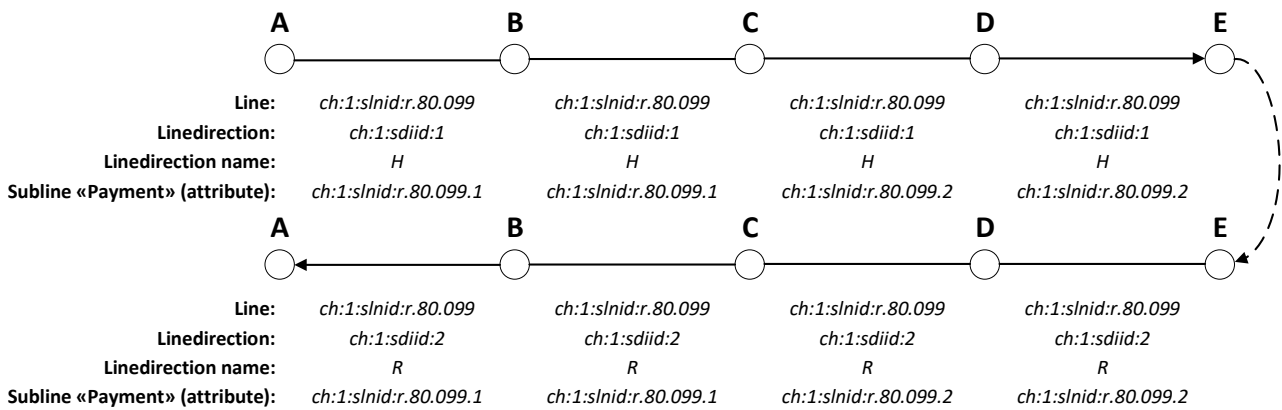 A B C D E
Line: ch:1:slnid:r.80.099 ch:1:slnid:r.80.099 ch:1:slnid:r.80.099 ch:1:slnid:r.80.099
Linedirection: ch:1:sdiid:1 ch:1:sdiid:1 ch:1:sdiid:1 ch:1:sdiid:1
Linedirection name: H H H H
Subline «Payment» (attribute): ch:1:slnid:r.80.099.1 ch:1:slnid:r.80.099.1 ch:1:slnid:r.80.099.2 ch:1:slnid:r.80.099.2
A B C D E
Line: ch:1:slnid:r.80.099 ch:1:slnid:r.80.099 ch:1:slnid:r.80.099 ch:1:slnid:r.80.099
Linedirection: ch:1:sdiid:2 ch:1:sdiid:2 ch:1:sdiid:2 ch:1:sdiid:2
Linedirection name: R R R R
Subline «Payment» (attribute): ch:1:slnid:r.80.099.1 ch:1:slnid:r.80.099.1 ch:1:slnid:r.80.099.2 ch:1:slnid:r.80.099.2